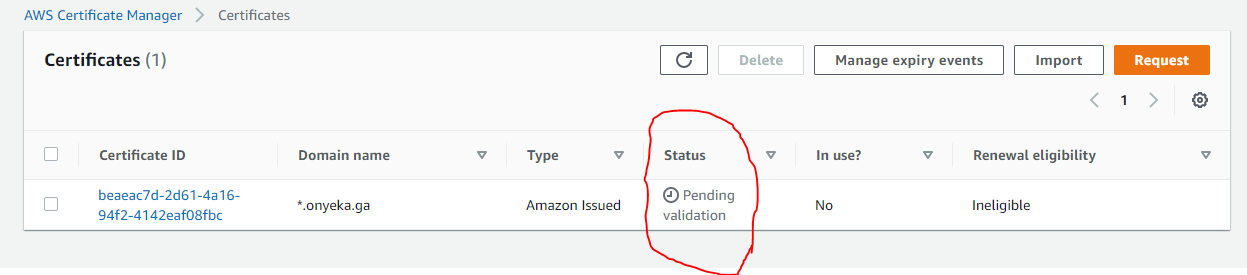 AWS Certificate Manager > Certificates
Certificates (1)
Delete
Manage expiry events
Import
Request
1
Certificate ID
Domain name
Type
Status
In use?
Renewal eligibility
beaeac7d-2d61-4a16-
94f2-4142eaf08fbc
*.onyeka.ga
Amazon Issued
Pending
validation
No
Ineligible